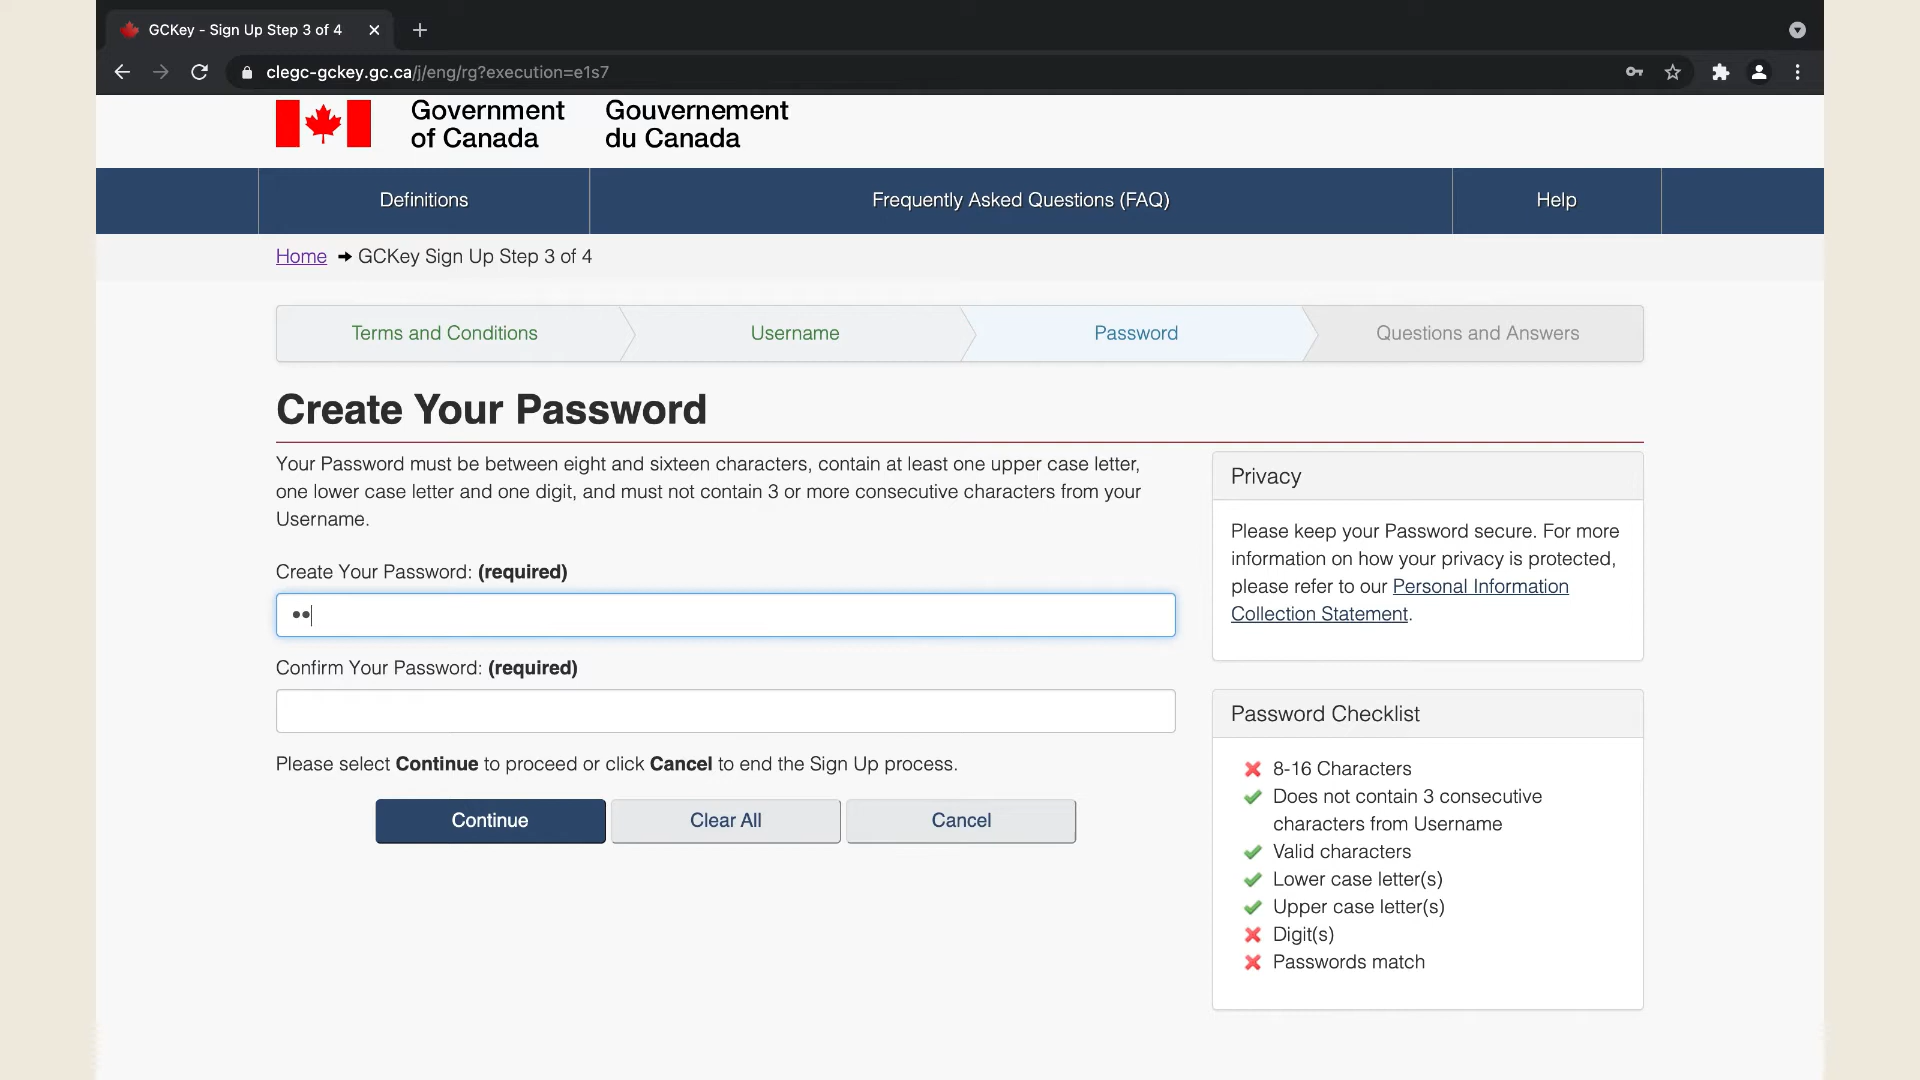 GCKey - Sign Up Step 3 of 4
clegc-gckey.gc.ca/j/eng/rg?execution=e1s7
Government of Canada
Gouvernement du Canada
Definitions
Frequently Asked Questions (FAQ)
Help
Home → GCKey Sign Up Step 3 of 4
Terms and Conditions
Username
Password
Questions and Answers
Create Your Password
Your Password must be between eight and sixteen characters, contain at least one upper case letter,
one lower case letter and one digit, and must not contain 3 or more consecutive characters from your
Username.
Create Your Password: (required)
••
Confirm Your Password: (required)
Please select Continue to proceed or click Cancel to end the Sign Up process.
Continue
Clear All
Cancel
Privacy
Please keep your Password secure. For more
information on how your privacy is protected,
please refer to our Personal Information
Collection Statement.
Password Checklist
8-16 Characters
Does not contain 3 consecutive
characters from Username
Valid characters
Lower case letter(s)
Upper case letter(s)
Digit(s)
Passwords match